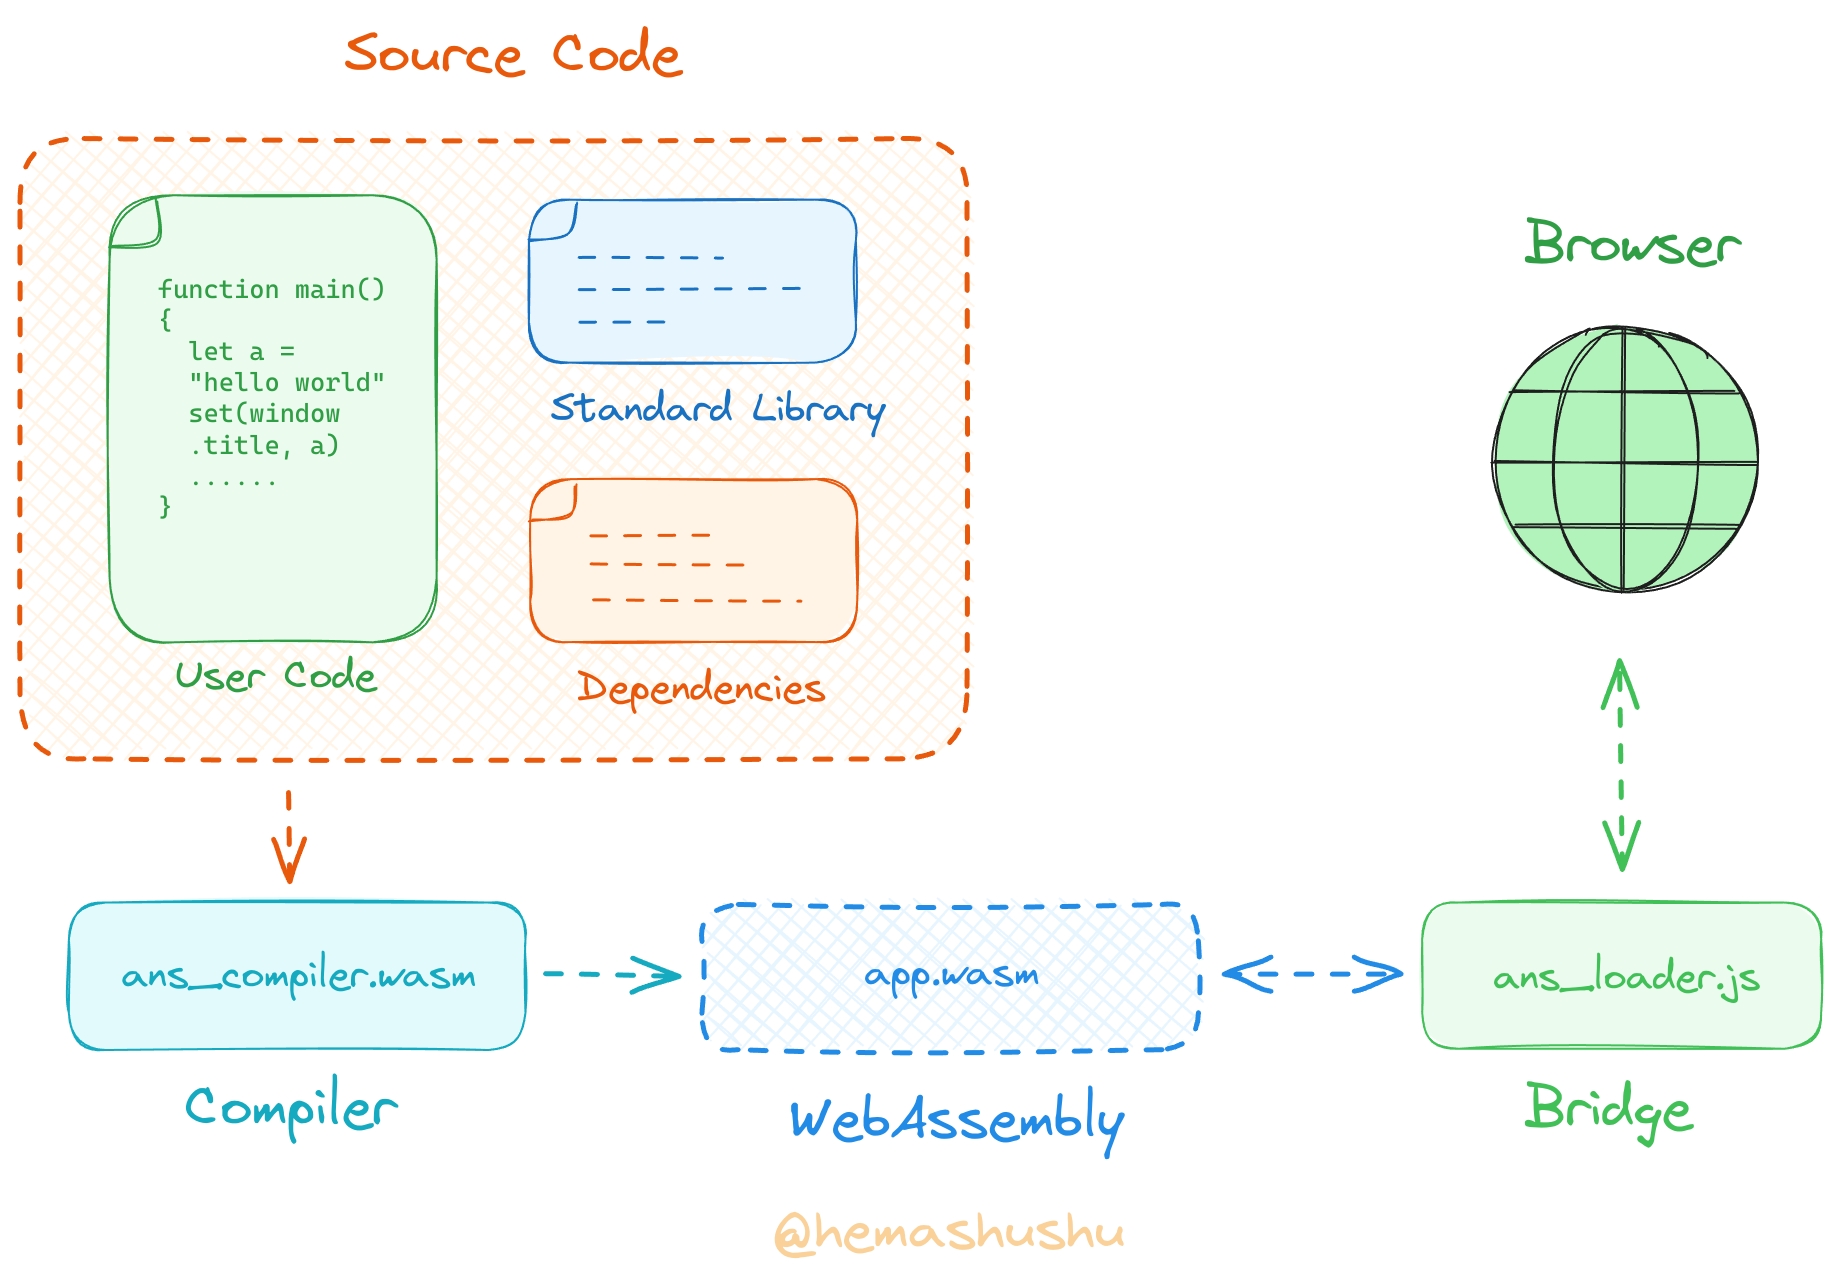 Source Code
function main()
{
let a =
"hello world"
set(window
.title, a)
......
}
User Code
Standard Library
Dependencies
Browser
ans_compiler.wasm
Compiler
app.wasm
WebAssembly
ans_loader.js
Bridge
@hemashushu